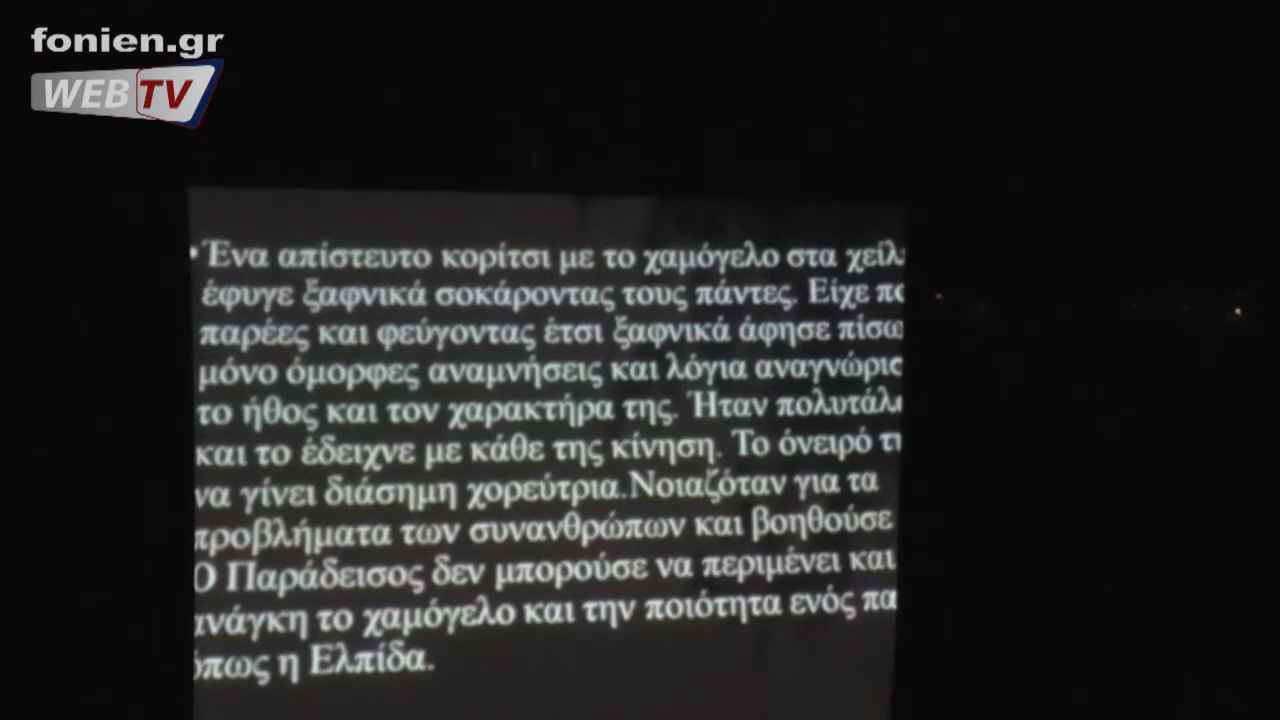 fonien.gr
WEB TV
• Ένα απίστευτο κορίτσι με το χαμόγελο στα
έφυγε ξαφνικά σοκάροντας τους πάντες. Είχε
παρέες και φεύγοντας έτσι ξαφνικά άφησε
μόνο όμορφες αναμνήσεις και λόγια
το ήθος και τον χαρακτήρα της. Ήταν
και το έδειχνε με κάθε της κίνηση. Το όνειρό
να γίνει διάσημη χορεύτρια.Νοιαζόταν για τα
προβλήματα των συνανθρώπων και βοηθούσε
Ο Παράδεισος δεν μπορούσε να περιμένει και
το χαμόγελο και την ποιότητα ενός
όπως η Ελπίδα.